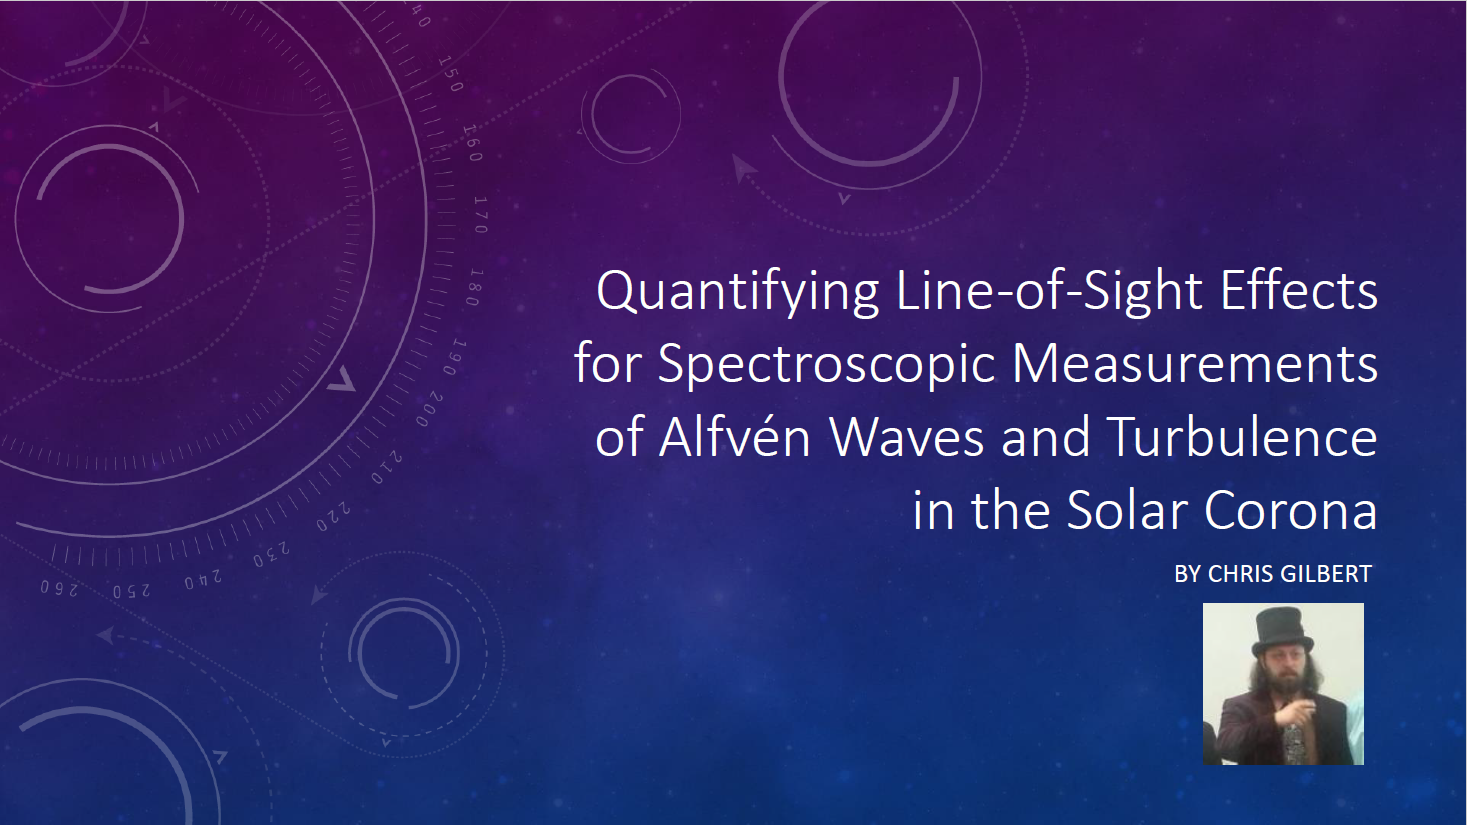 Quantifying Line-of-Sight Effects
for Spectroscopic Measurements
of Alfvén Waves and Turbulence
in the Solar Corona
BY CHRIS GILBERT
140
150
160
170
180
190
200
210
220
230
240
250
260